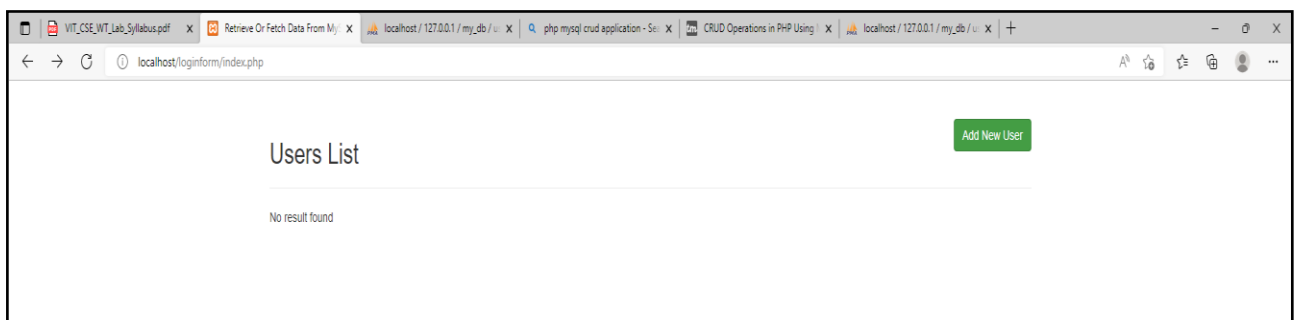 VIT_CSE_WT_Lab_Syllabus.pdf
Retrieve Or Fetch Data From My
localhost / 127.0.0.1 / my_db / u
php mysql crud application - Se
CRUD Operations in PHP Using
localhost / 127.0.0.1 / my_db / u
localhost/loginform/index.php
Add New User
Users List
No result found